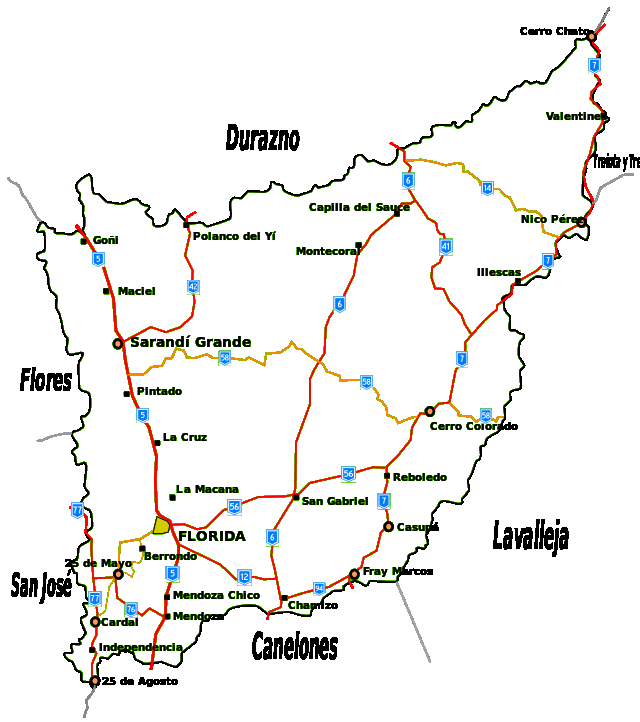 Cerro Chato
7
Valentines
Durazno
Treinta y Tre
6
14
Capilla del Sauce
Nico Pérez
Goñi
Polanco del Yí
41
Montecoral
5
7
Illescas
42
Maciel
6
Sarandí Grande
58
7
Flores
58
Pintado
5
58
Cerro Colorado
La Cruz
56
Reboledo
La Macana
San Gabriel
7
77
56
Casupá
FLORIDA
6
Lavalleja
Berrondo
25 de Mayo
San José
5
12
Fray Marcos
94
77
Mendoza Chico
Chamizo
76
Mendoza
Cardal
Canelones
Independencia
25 de Agosto